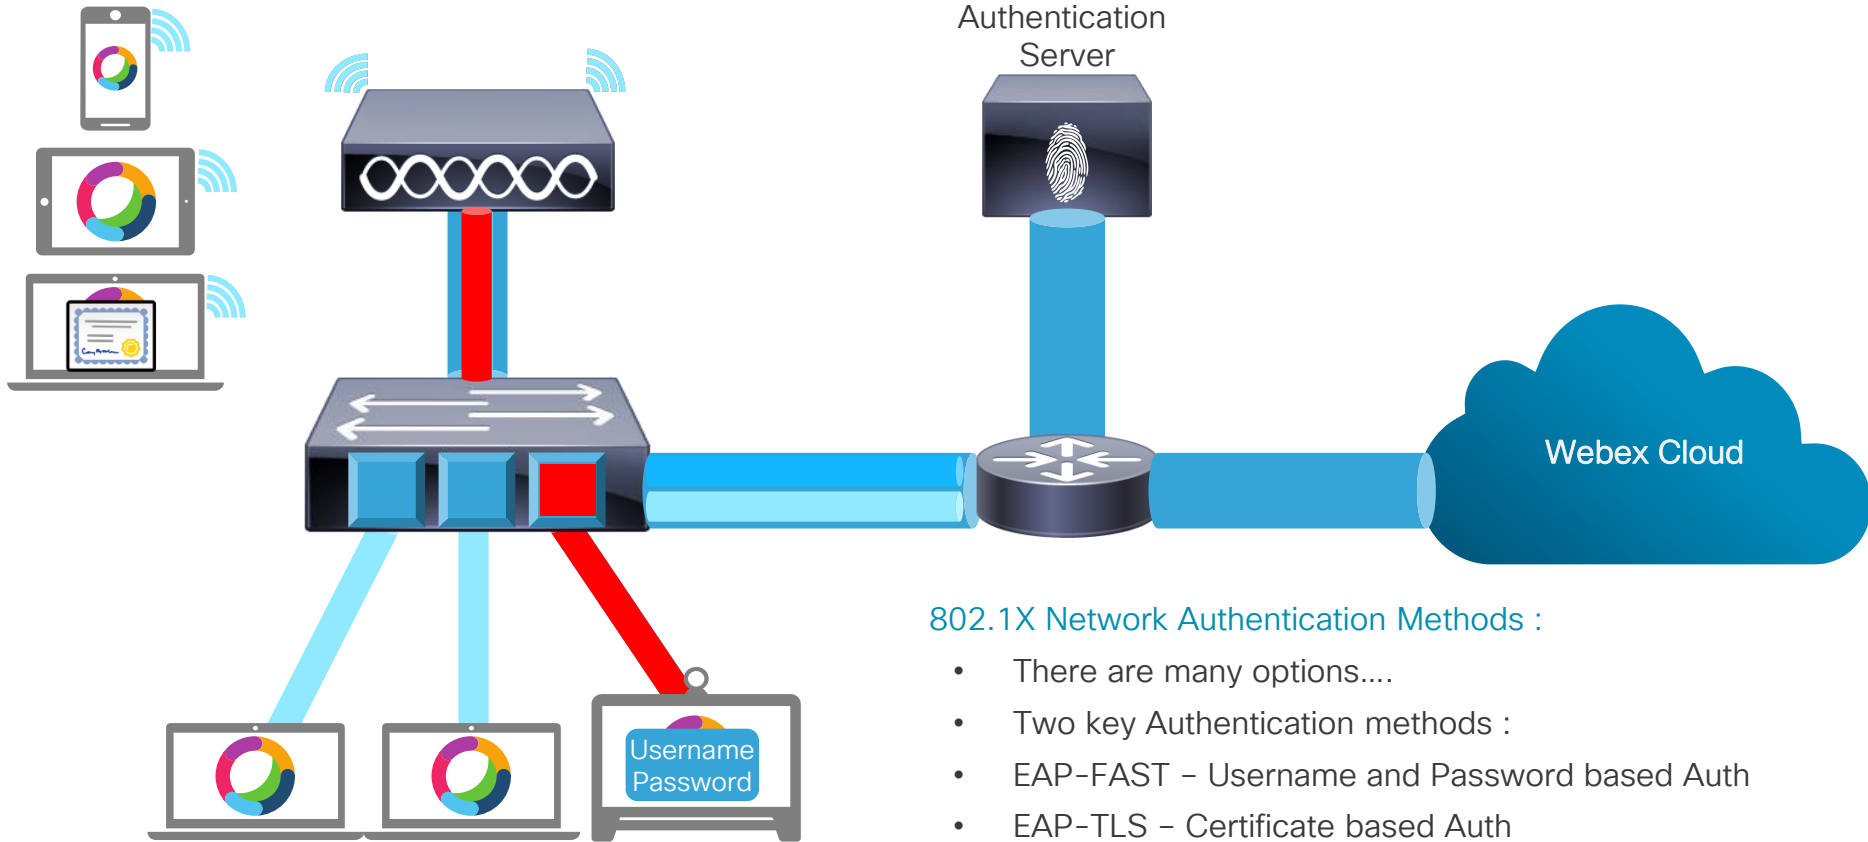 Authentication
Server
Webex Cloud
Username
Password
802.1X Network Authentication Methods :
• There are many options....
• Two key Authentication methods :
• EAP-FAST – Username and Password based Auth
• EAP-TLS – Certificate based Auth